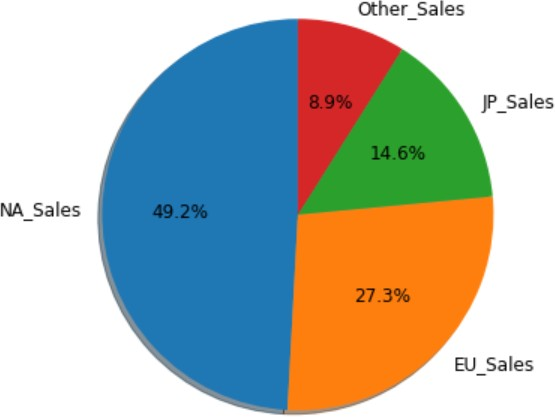 Other_Sales
8.9%
JP_Sales
14.6%
NA_Sales
49.2%
27.3%
EU_Sales